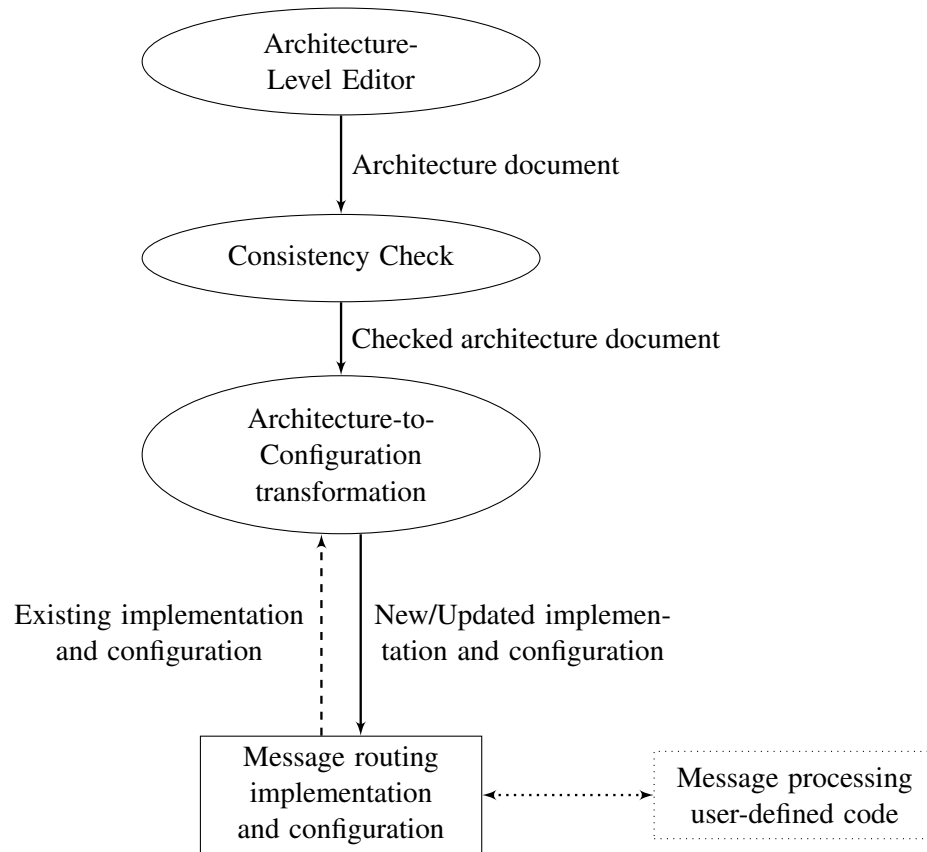 Architecture-
Level Editor
Architecture document
Consistency Check
Checked architecture document
Architecture-to-
Configuration
transformation
Existing implementation
and configuration
New/Updated implemen-
tation and configuration
Message routing
implementation
and configuration
Message processing
user-defined code